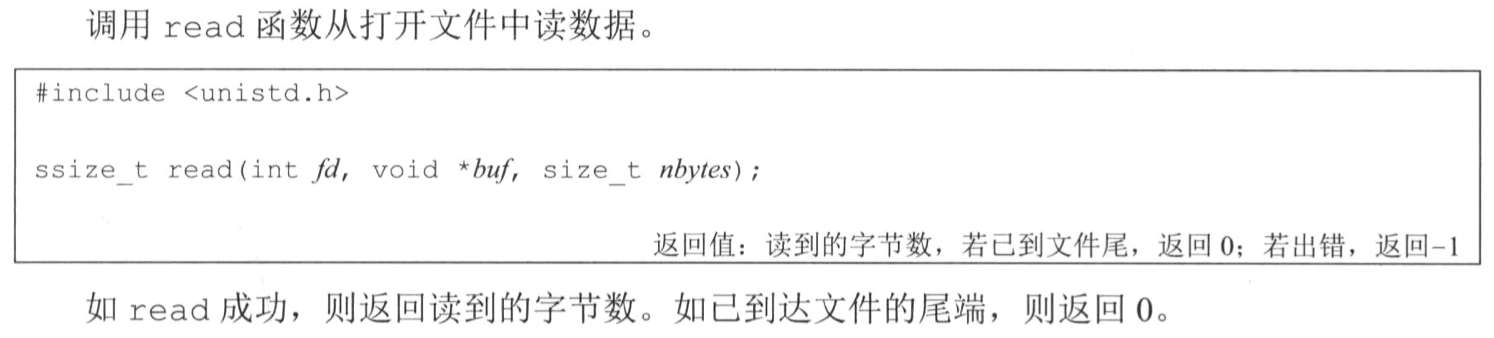 调用 read 函数从打开文件中读数据。
#include <unistd.h>
ssize_t read(int fd, void *buf, size_t nbytes);
返回值：读到的字节数，若已到文件尾，返回 0；若出错，返回-1
如 read 成功，则返回读到的字节数。如已到达文件的尾端，则返回 0。